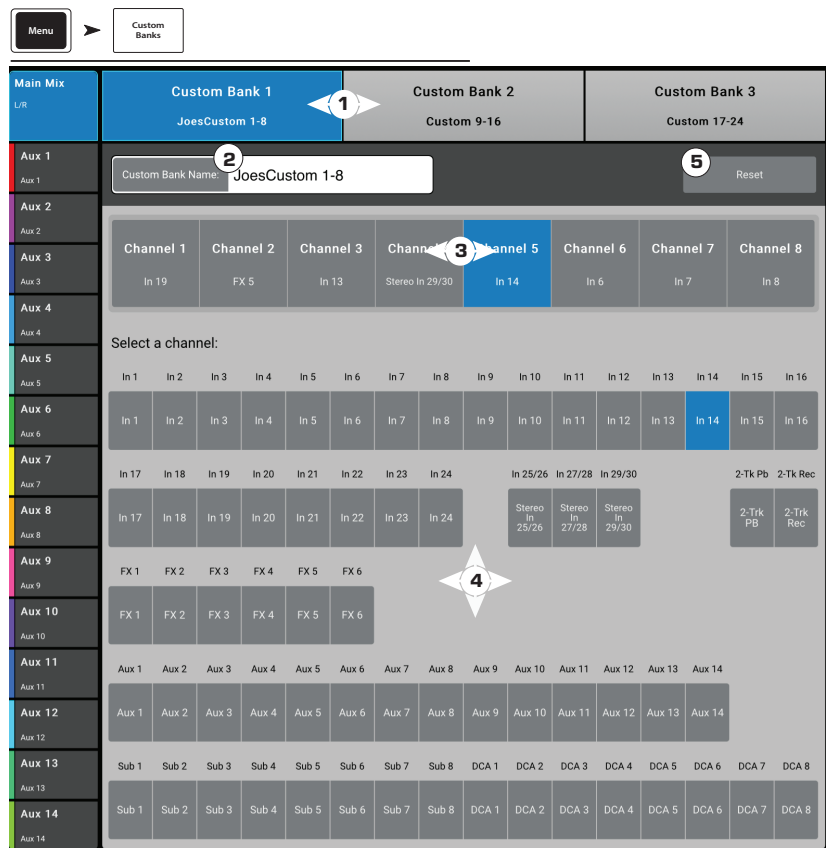 Menu
Custom
Banks
Main Mix
L/R
Custom Bank 1
JoesCustom 1-8
1
Custom Bank 2
Custom 9-16
Custom Bank 3
Custom 17-24
Aux 1
Aux 1
Aux 2
Aux 2
Aux 3
Aux 3
Aux 4
Aux 4
Aux 5
Aux 5
Aux 6
Aux 6
Aux 7
Aux 7
Aux 8
Aux 8
Aux 9
Aux 9
Aux 10
Aux 10
Aux 11
Aux 11
Aux 12
Aux 12
Aux 13
Aux 13
Aux 14
Aux 14
2
Custom Bank Name: JoesCustom 1-8
5
Reset
Channel 1 Channel 2 Channel 3 Channel 3 Channel 5 Channel 6 Channel 7 Channel 8
In 19 FX 5 In 13 Stereo In 29/30 In 14 In 6 In 7 In 8
Select a channel:
In 1 In 2 In 3 In 4 In 5 In 6 In 7 In 8 In 9 In 10 In 11 In 12 In 13 In 14 In 15 In 16
In 1 In 2 In 3 In 4 In 5 In 6 In 7 In 8 In 9 In 10 In 11 In 12 In 13 In 14 In 15 In 16
In 17 In 18 In 19 In 20 In 21 In 22 In 23 In 24 In 25/26 In 27/28 In 29/30 2-Tk Pb 2-Tk Rec
In 17 In 18 In 19 In 20 In 21 In 22 In 23 In 24
Stereo In 25/26
Stereo In 27/28
Stereo In 29/30
2-Trk PB
2-Trk Rec
FX 1 FX 2 FX 3 FX 4 FX 5 FX 6
4
FX 1 FX 2 FX 3 FX 4 FX 5 FX 6
Aux 1 Aux 2 Aux 3 Aux 4 Aux 5 Aux 6 Aux 7 Aux 8 Aux 9 Aux 10 Aux 11 Aux 12 Aux 13 Aux 14
Aux 1 Aux 2 Aux 3 Aux 4 Aux 5 Aux 6 Aux 7 Aux 8 Aux 9 Aux 10 Aux 11 Aux 12 Aux 13 Aux 14
Sub 1 Sub 2 Sub 3 Sub 4 Sub 5 Sub 6 Sub 7 Sub 8 DCA 1 DCA 2 DCA 3 DCA 4 DCA 5 DCA 6 DCA 7 DCA 8
Sub 1 Sub 2 Sub 3 Sub 4 Sub 5 Sub 6 Sub 7 Sub 8 DCA 1 DCA 2 DCA 3 DCA 4 DCA 5 DCA 6 DCA 7 DCA 8